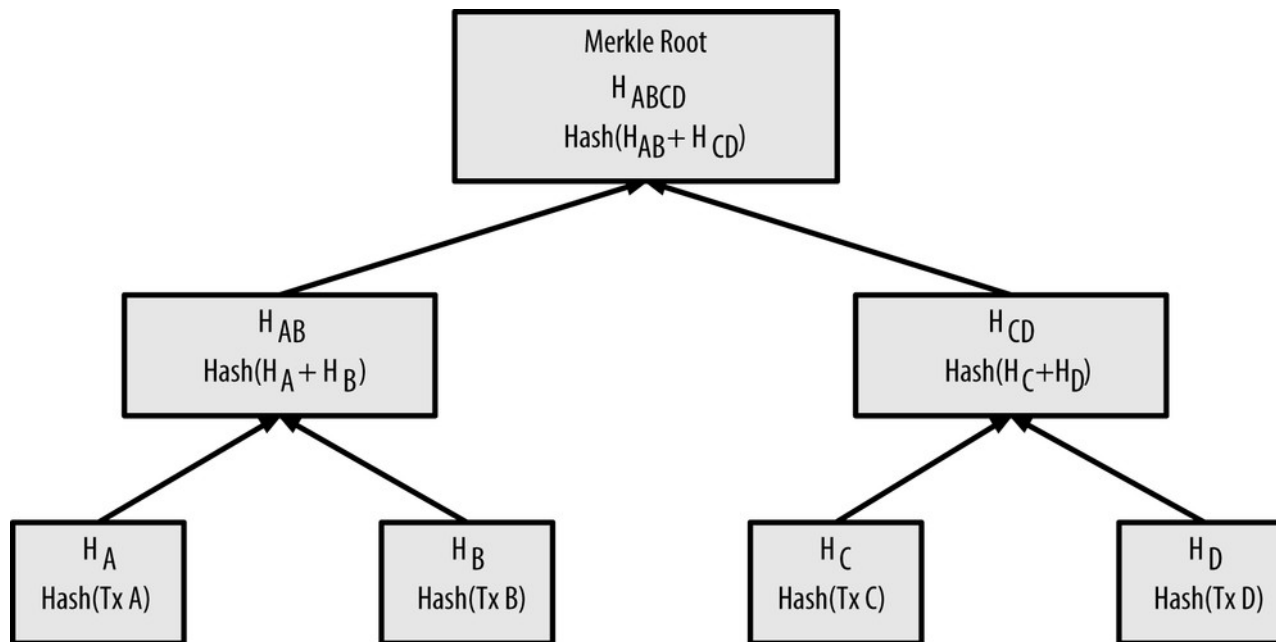 Merkle Root
H ABCD
Hash(H AB + H CD)
H AB
Hash(H A + H B)
H CD
Hash(H C+H D)
H A
Hash(Tx A)
H B
Hash(Tx B)
H C
Hash(Tx C)
H D
Hash(Tx D)